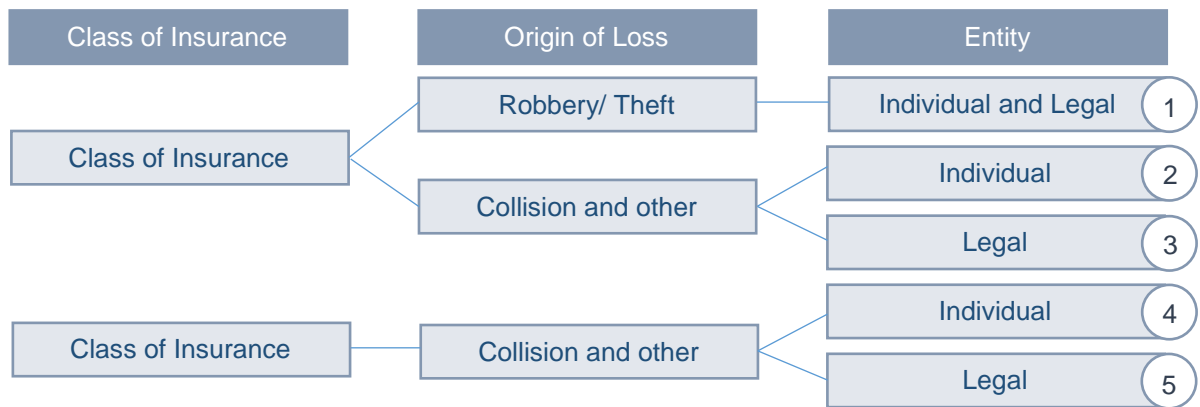 Class of Insurance
Origin of Loss
Entity
Robbery/ Theft
Individual and Legal
1
Class of Insurance
Individual
2
Collision and other
Legal
3
Individual
4
Class of Insurance
Collision and other
Legal
5